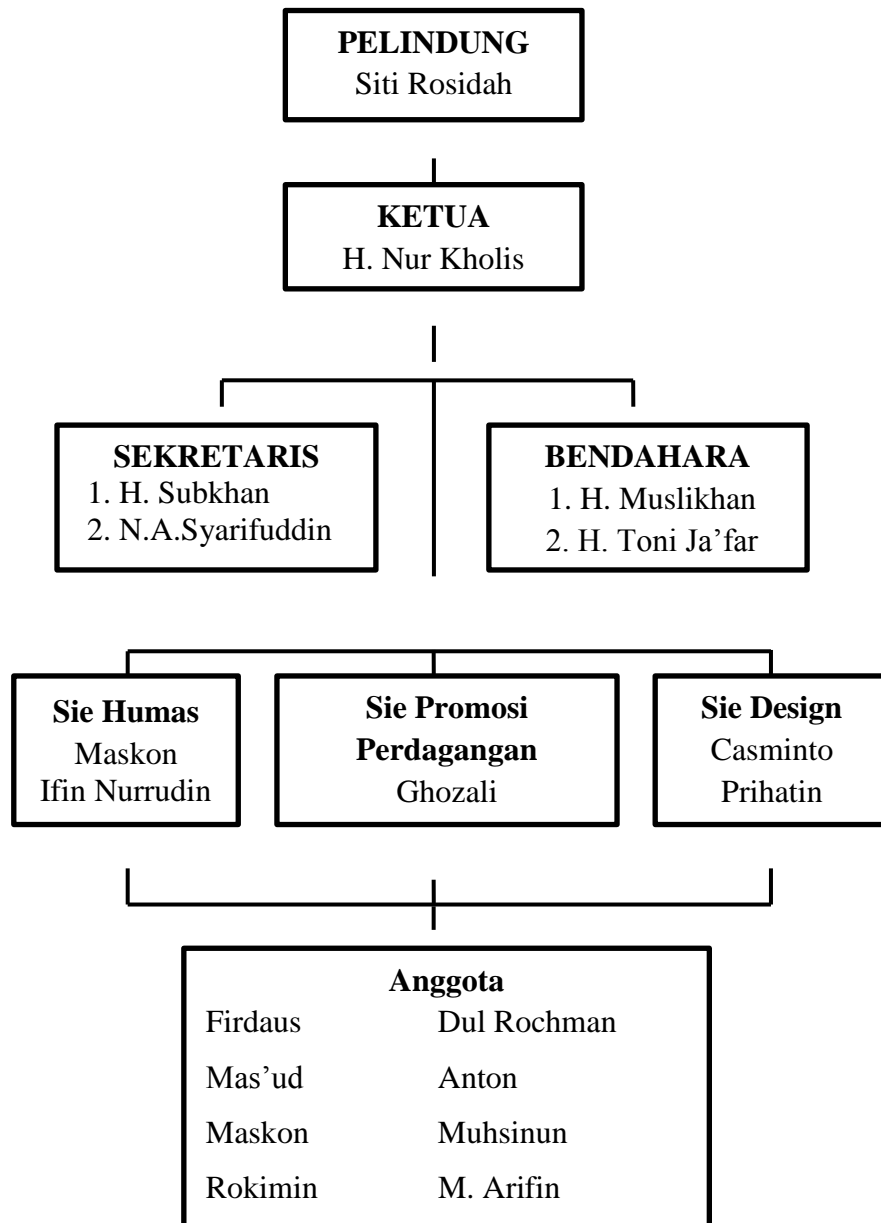 PELINDUNG
Siti Rosidah
KETUA
H. Nur Kholis
SEKRETARIS
1. H. Subkhan
2. N.A.Syarifuddin
BENDAHARA
1. H. Muslikhan
2. H. Toni Ja’far
Sie Humas
Maskon
Ifin Nurrudin
Sie Promosi
Perdagangan
Ghozali
Sie Design
Casminto
Prihatin
Anggota
Firdaus Dul Rochman
Mas’ud Anton
Maskon Muhsinun
Rokimin M. Arifin